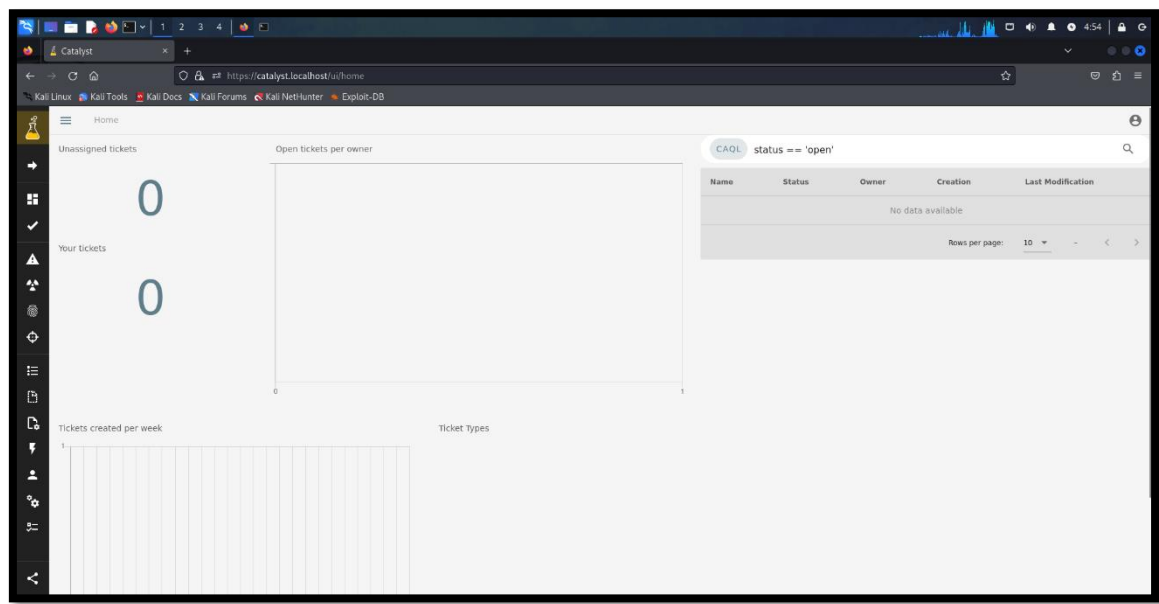 1 2 3 4 4:54
Catalyst × +
https://catalyst.localhost/ui/home
Kali Linux Kali Tools Kali Docs Kali Forums Kali NetHunter Exploit-DB
Home
Unassigned tickets
0
Your tickets
0
Open tickets per owner
0 1
CAQL status == 'open'
Name Status Owner Creation Last Modification
No data available
Rows per page: 10 -
Tickets created per week
1
Ticket Types